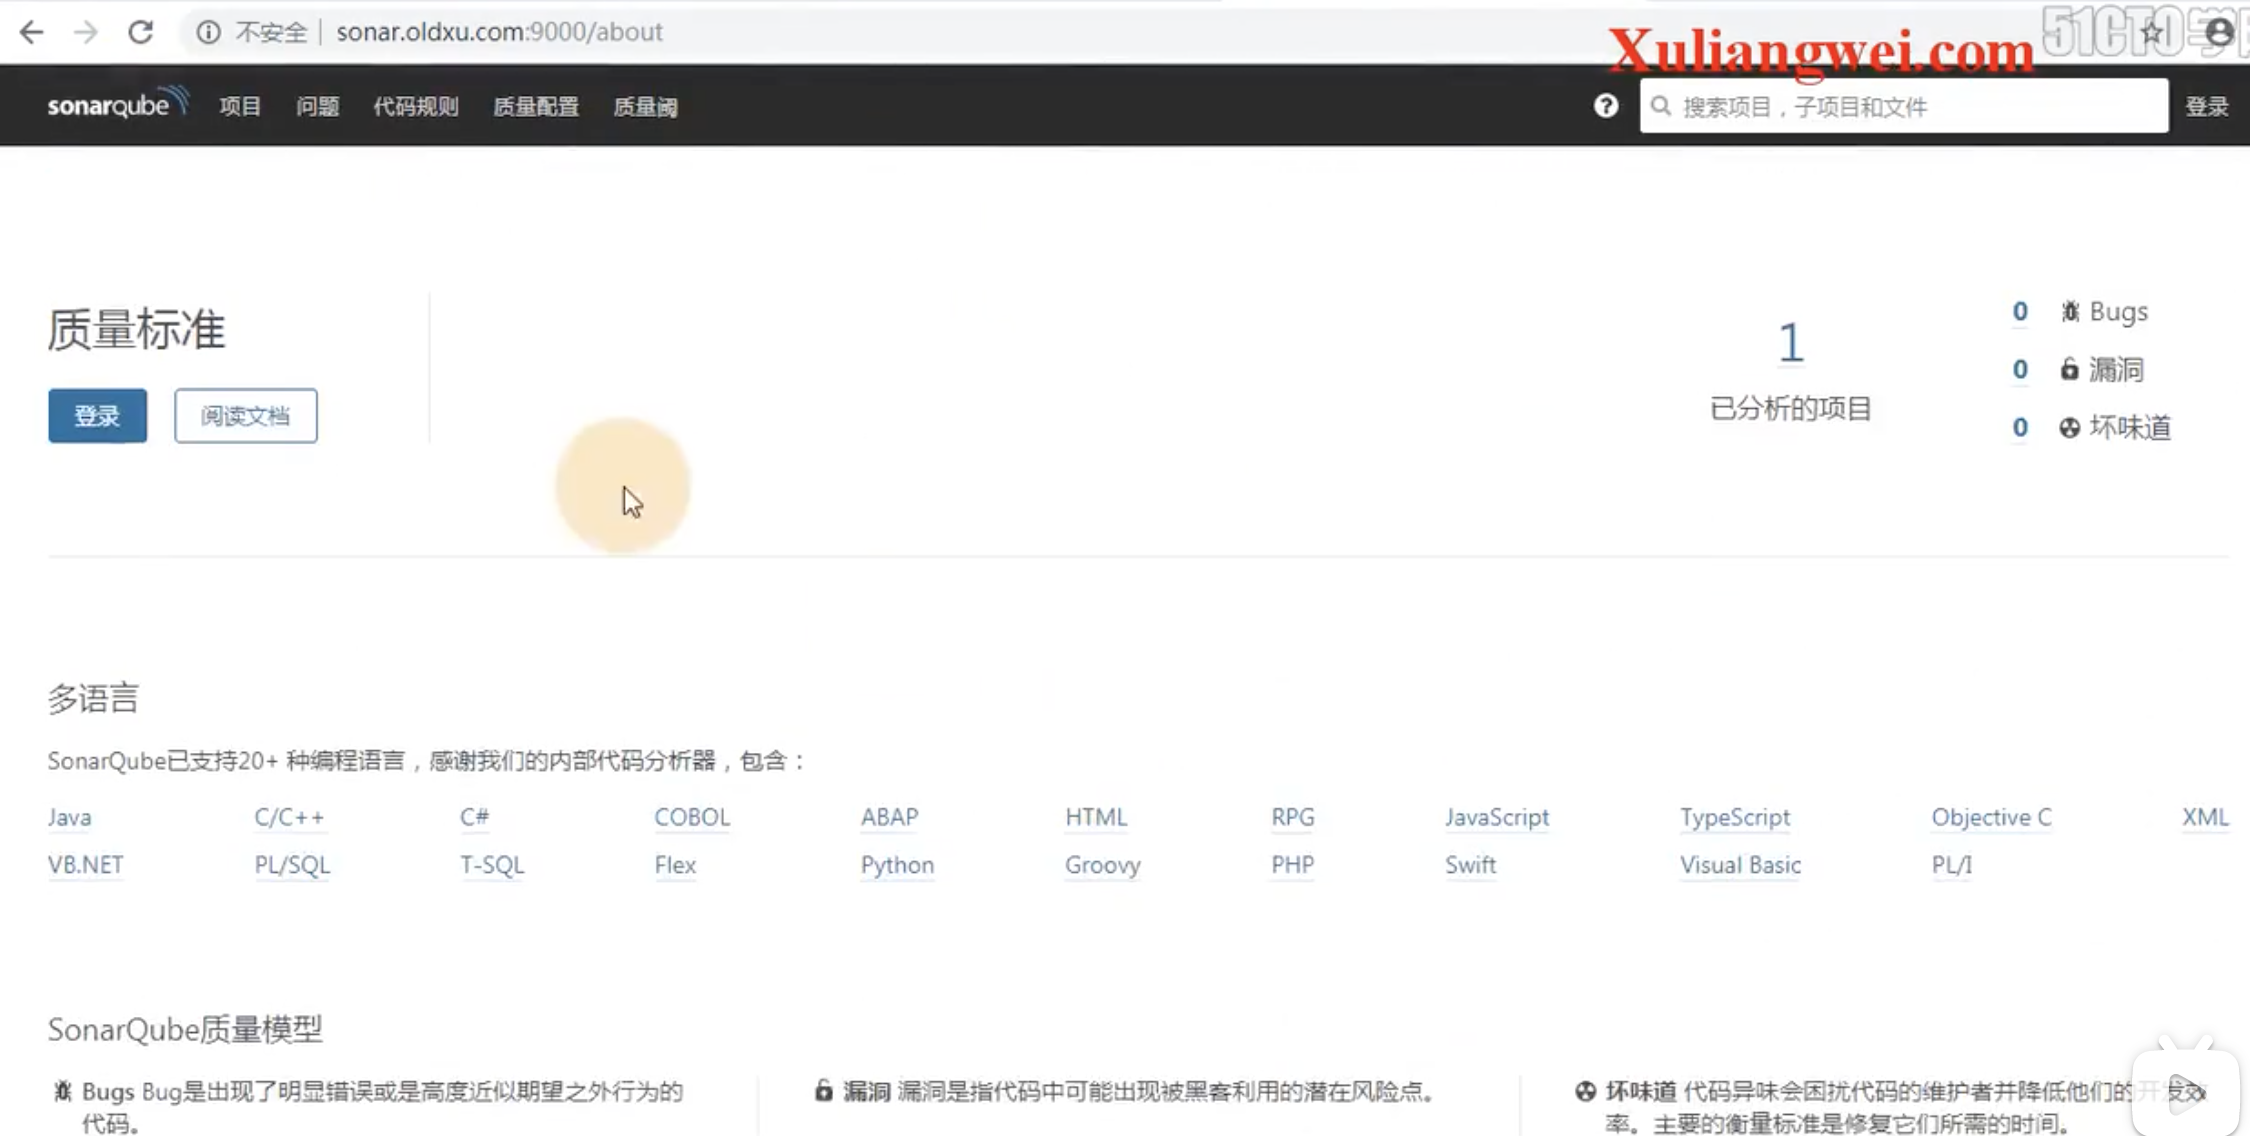 不安全 sonar.oldxu.com:9000/about
Xuliangwei.com
51CTO学院
sonarqube 项目 问题 代码规则 质量配置 质量阈 搜索项目，子项目和文件 登录
质量标准
登录 阅读文档
1
已分析的项目
0 Bugs
0 漏洞
0 坏味道
多语言
SonarQube已支持20+ 种编程语言，感谢我们的内部代码分析器，包含：
Java C/C++ C# COBOL ABAP HTML RPG JavaScript TypeScript Objective C XML
VB.NET PL/SQL T-SQL Flex Python Groovy PHP Swift Visual Basic PL/I
SonarQube质量模型
Bugs Bug是出现了明显错误或是高度近似期望之外行为的
代码。
漏洞 漏洞是指代码中可能出现被黑客利用的潜在风险点。
坏味道 代码异味会困扰代码的维护者并降低他们的开发效
率。主要的衡量标准是修复它们所需的时间。